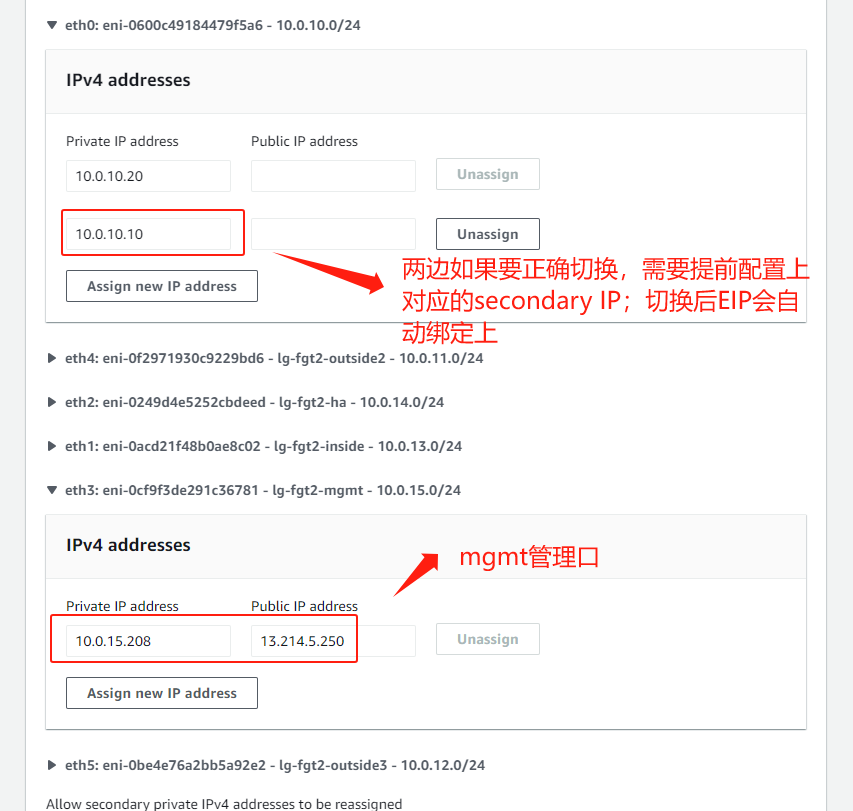 ▼ eth0: eni-0600c49184479f5a6 - 10.0.10.0/24
IPv4 addresses
Private IP address Public IP address
10.0.10.20 Unassign
10.0.10.10 Unassign
Assign new IP address
两边如果要正确切换，需要提前配置上
对应的secondary IP；切换后EIP会自
动绑定上
▶ eth4: eni-0f2971930c9229bd6 - lg-fgt2-outside2 - 10.0.11.0/24
▶ eth2: eni-0249d4e5252cbdeed - lg-fgt2-ha - 10.0.14.0/24
▶ eth1: eni-0acd21f48b0ae8c02 - lg-fgt2-inside - 10.0.13.0/24
▼ eth3: eni-0cf9f3de291c36781 - lg-fgt2-mgmt - 10.0.15.0/24
IPv4 addresses
mgmt管理口
Private IP address Public IP address
10.0.15.208 13.214.5.250 Unassign
Assign new IP address
▶ eth5: eni-0be4e76a2bb5a92e2 - lg-fgt2-outside3 - 10.0.12.0/24
Allow secondary private IPv4 addresses to be reassigned